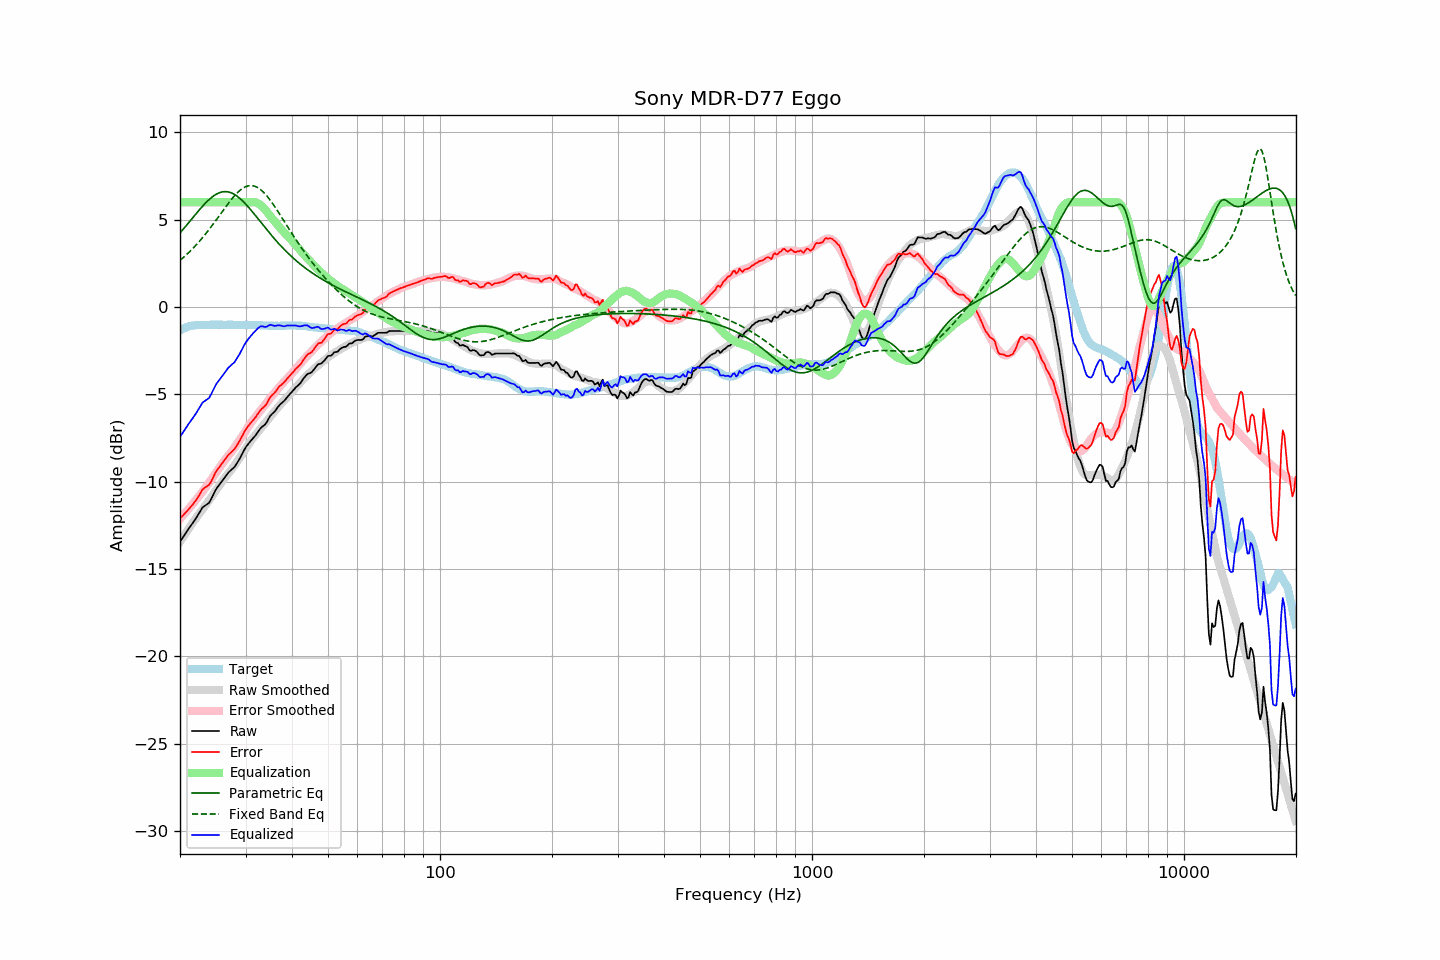 Sony MDR-D77 Eggo
10
5
0
−5
−10
−15
−20
−25
−30
Amplitude (dBr)
Target
Raw Smoothed
Error Smoothed
Raw
Error
Equalization
Parametric Eq
Fixed Band Eq
Equalized
100
1000
10000
Frequency (Hz)